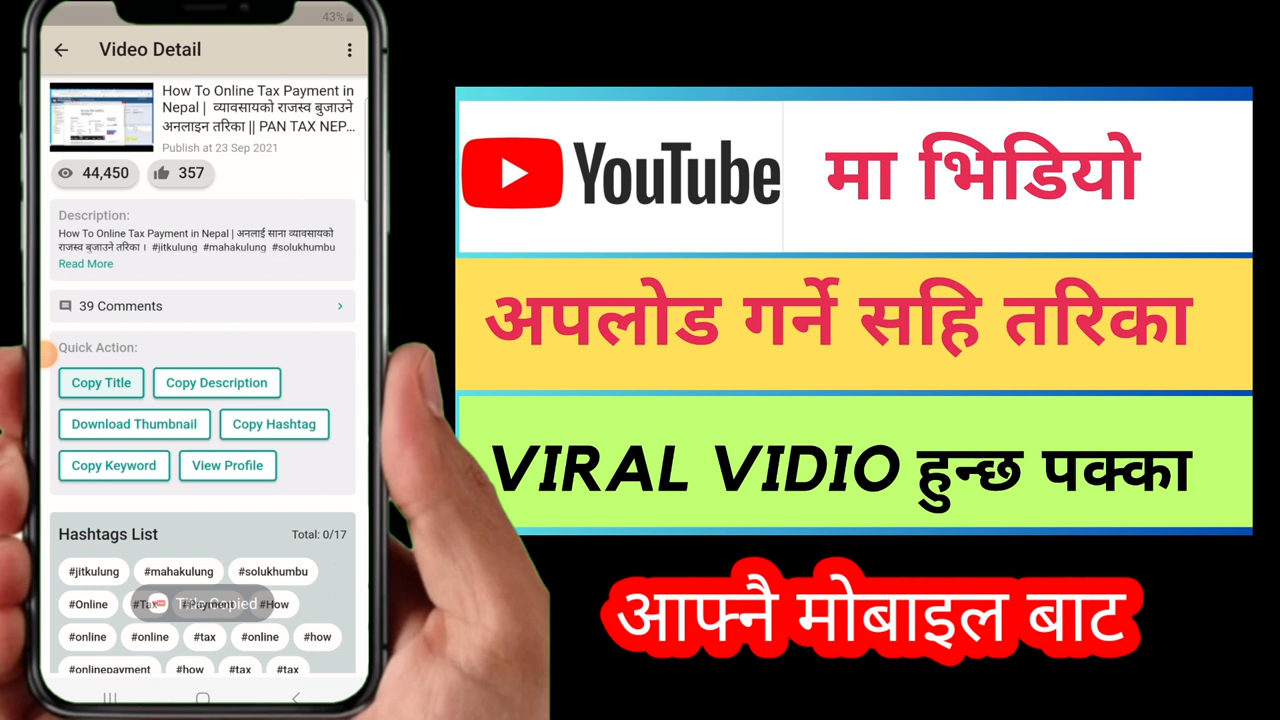 43%
Video Detail
How To Online Tax Payment in
Nepal | व्यावसायको राजस्व बुजाउने
अनलाइन तरिका || PAN TAX NEP...
Publish at 23 Sep 2021
44,450
357
Description:
How To Online Tax Payment in Nepal | अनलाई साना व्यावसायको
राजस्व बुजाउने तरिका । #jitkulung #mahakulung #solukhumbu
Read More
39 Comments
Quick Action:
Copy Title
Copy Description
Download Thumbnail
Copy Hashtag
Copy Keyword
View Profile
Hashtags List
Total: 0/17
#jitkulung #mahakulung #solukhumbu
#Online #Tax #Payment #How
Title Copied
#online #online #tax #online #how
#onlinepayment #how #tax #tax
YouTube मा भिडियो
अपलोड गर्ने सहि तरिका
VIRAL VIDIO हुन्छ पक्का
आफ्नै मोबाइल बाट